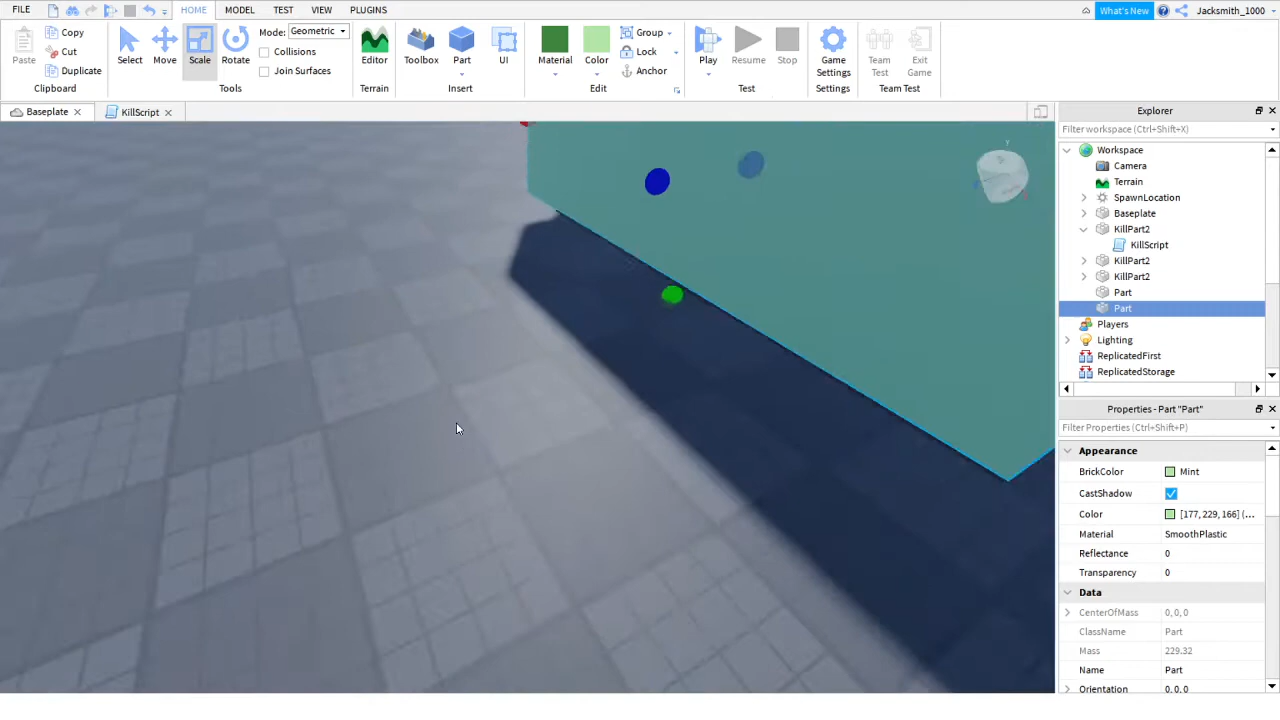 FILE HOME MODEL TEST VIEW PLUGINS What's New Jacksmith_1000
Paste Copy Cut Duplicate Clipboard
Select Move Scale Rotate Mode: Geometric Collisions Join Surfaces Tools
Editor Terrain
Toolbox Part UI Insert
Material Color Group Lock Anchor Edit
Play Resume Stop Test
Game Settings Settings
Team Test Exit Game Team Test
Baseplate KillScript
Explorer
Filter workspace (Ctrl+Shift+X)
Workspace
Camera
Terrain
SpawnLocation
Baseplate
KillPart2
KillScript
KillPart2
KillPart2
Part
Part
Players
Lighting
ReplicatedFirst
ReplicatedStorage
Properties - Part "Part"
Filter Properties (Ctrl+Shift+P)
Appearance
BrickColor Mint
CastShadow
Color [177, 229, 166] (...
Material SmoothPlastic
Reflectance 0
Transparency 0
Data
CenterOfMass 0, 0, 0
ClassName Part
Mass 229.32
Name Part
Orientation 0, 0, 0